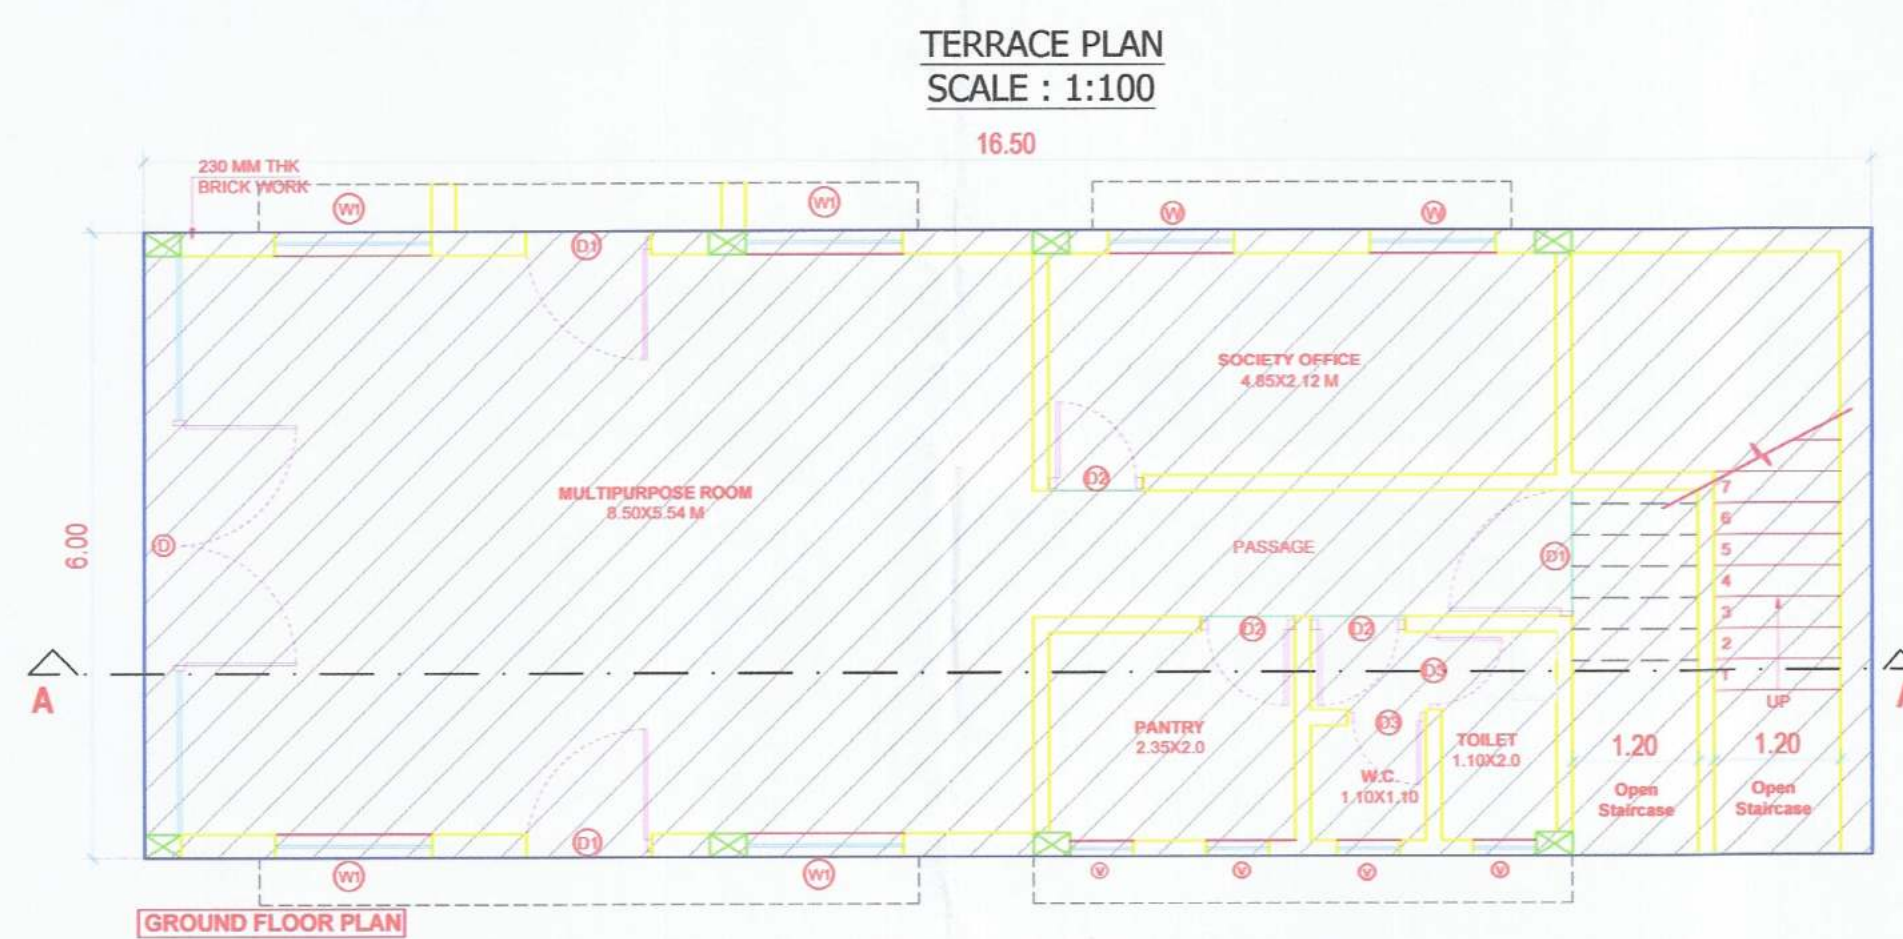 TERRACE PLAN
SCALE : 1:100
16.50
230 MM THK
BRICK WORK
W1
W1
W
W
D1
SOCIETY OFFICE
4.85X2.12 M
D2
MULTIPURPOSE ROOM
8.50X5.54 M
7
6
5
4
3
2
1
UP
6.00
D
PASSAGE
D1
D2
D2
D3
D3
A
A
PANTRY
2.35X2.0
TOILET
1.10X2.0
W.C.
1.10X1.10
1.20
1.20
Open
Staircase
Open
Staircase
D1
W1
W1
V
V
V
V
GROUND FLOOR PLAN